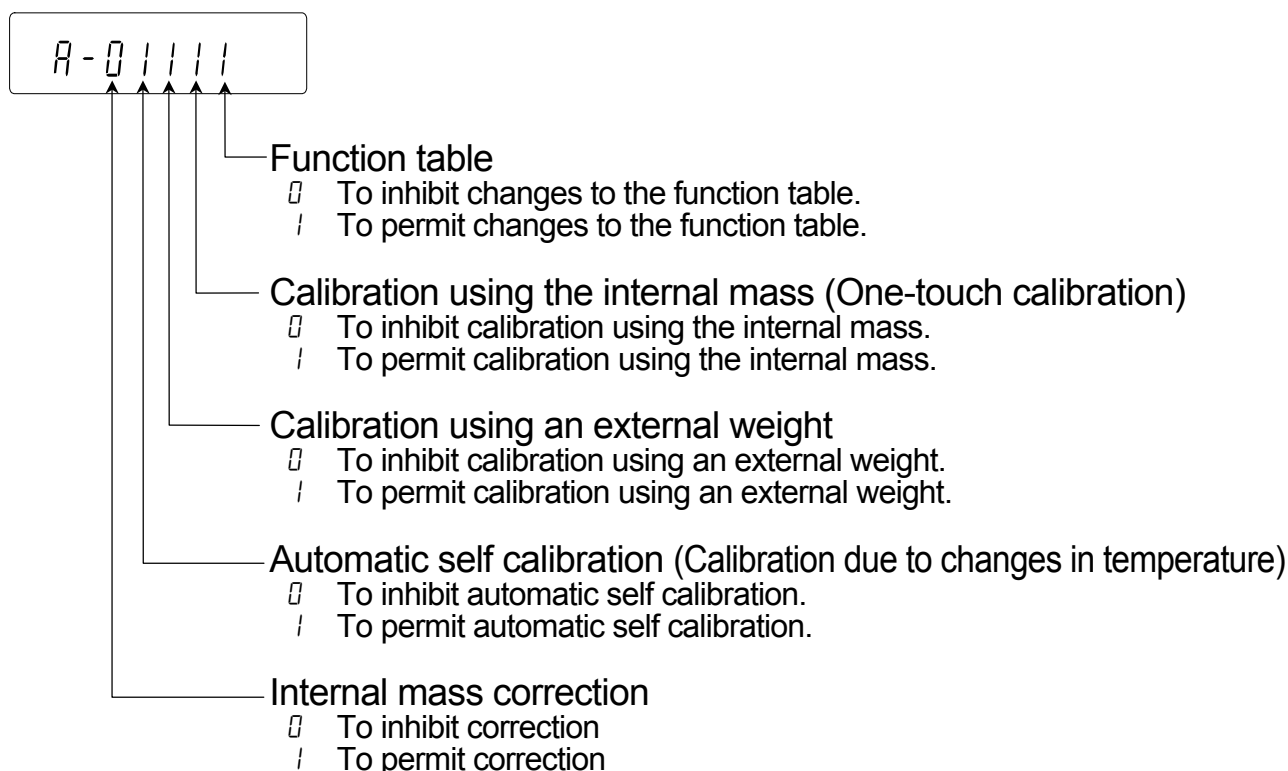 A-01111
Function table
0 To inhibit changes to the function table.
1 To permit changes to the function table.
Calibration using the internal mass (One-touch calibration)
0 To inhibit calibration using the internal mass.
1 To permit calibration using the internal mass.
Calibration using an external weight
0 To inhibit calibration using an external weight.
1 To permit calibration using an external weight.
Automatic self calibration (Calibration due to changes in temperature)
0 To inhibit automatic self calibration.
1 To permit automatic self calibration.
Internal mass correction
0 To inhibit correction
1 To permit correction